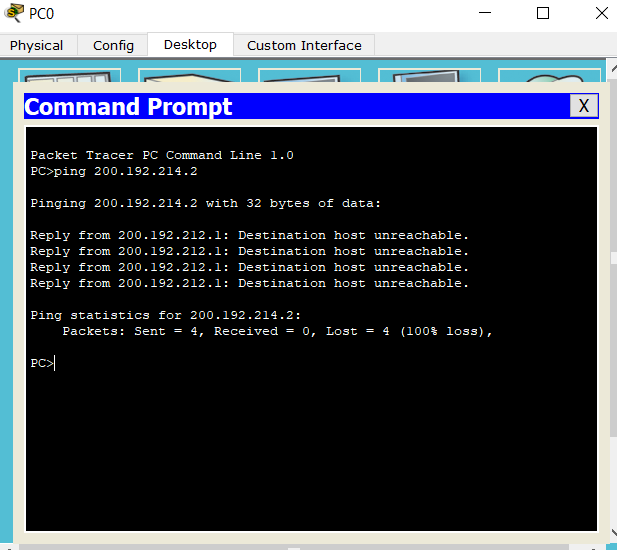 PC0
Physical Config Desktop Custom Interface
Command Prompt X
Packet Tracer PC Command Line 1.0
PC>ping 200.192.214.2
Pinging 200.192.214.2 with 32 bytes of data:
Reply from 200.192.212.1: Destination host unreachable.
Reply from 200.192.212.1: Destination host unreachable.
Reply from 200.192.212.1: Destination host unreachable.
Reply from 200.192.212.1: Destination host unreachable.
Ping statistics for 200.192.214.2:
Packets: Sent = 4, Received = 0, Lost = 4 (100% loss),
PC>